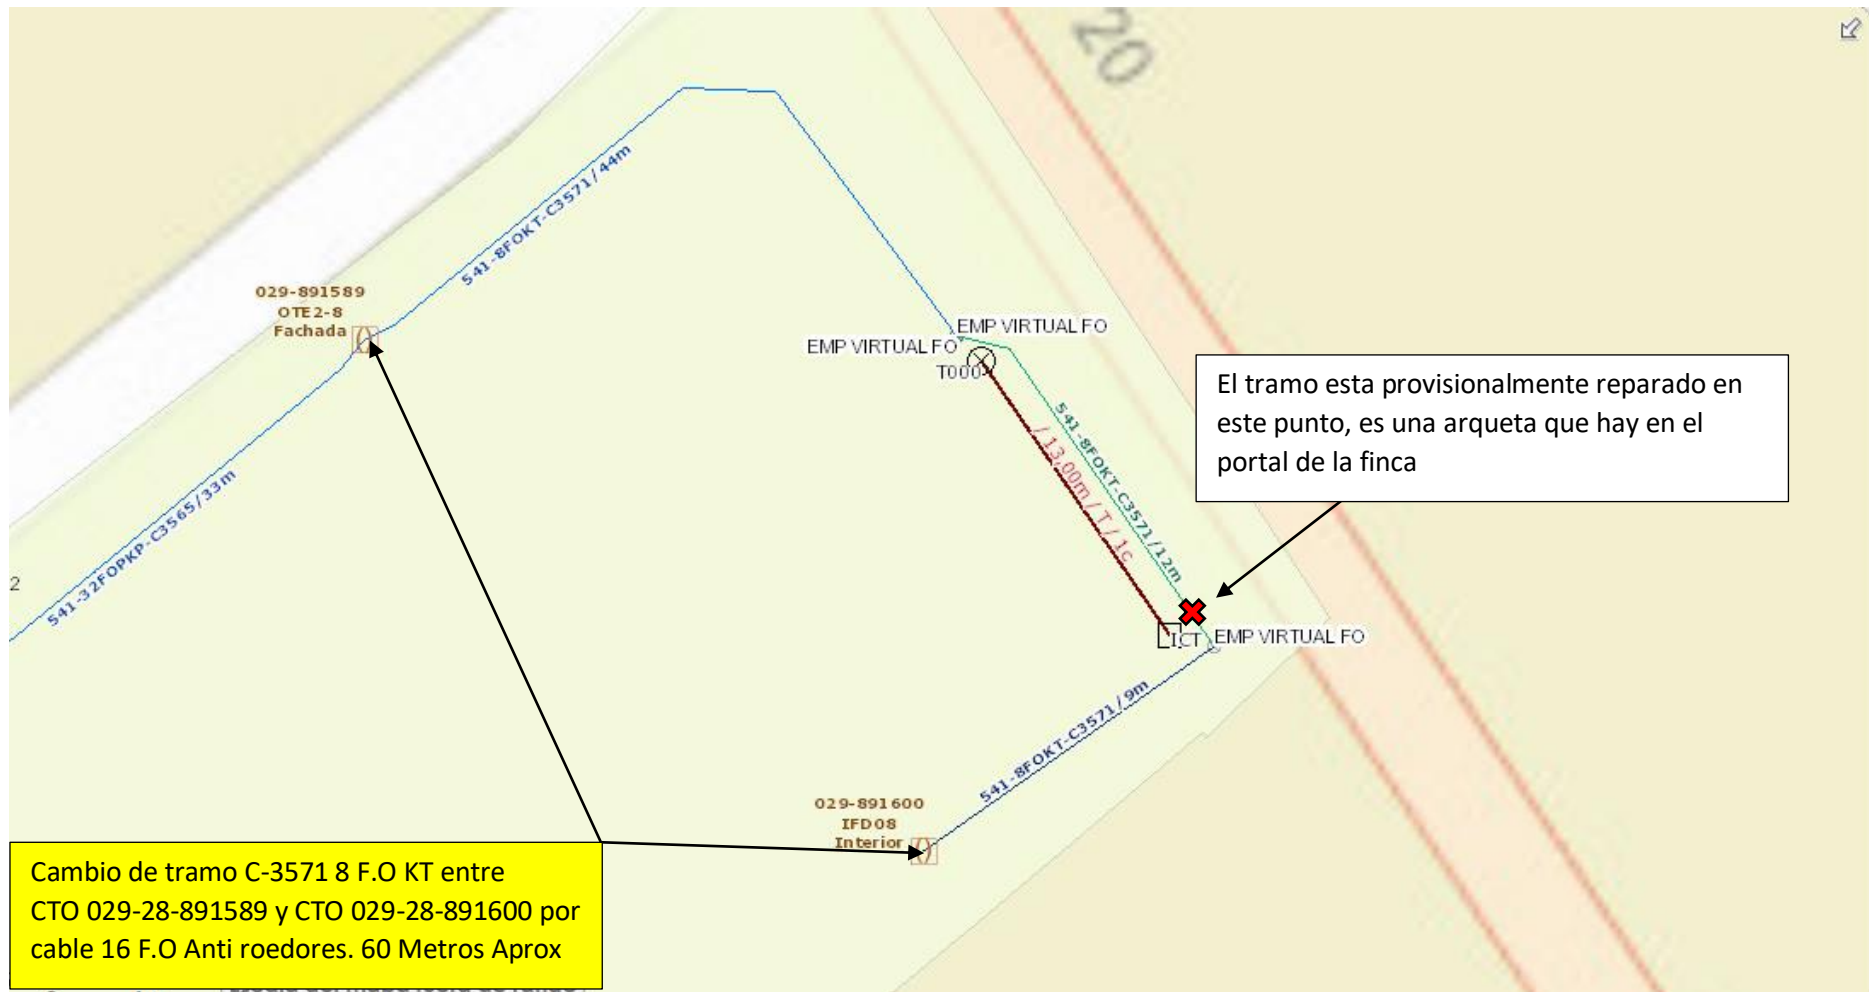 20
541-8FOKT-C3571/44m
029-891589
OTE2-8
Fachada
EMP VIRTUAL FO
EMP VIRTUAL FO
T000
El tramo esta provisionalmente reparado en
este punto, es una arqueta que hay en el
portal de la finca
541-8FOKT-C3571/12m
/ 13,00m / T / 1c
541-32FOPKP-C3565/33m
2
ICT
EMP VIRTUAL FO
541-8FOKT-C3571/9m
029-891600
IFD08
Interior
Cambio de tramo C-3571 8 F.O KT entre
CTO 029-28-891589 y CTO 029-28-891600 por
cable 16 F.O Anti roedores. 60 Metros Aprox